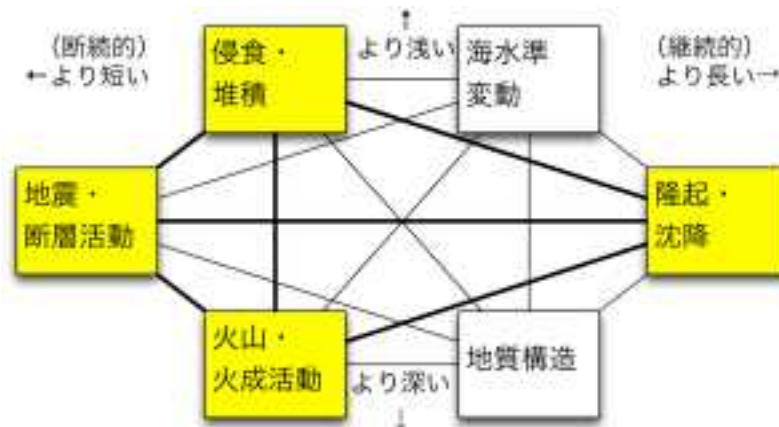 (断続的)
←より短い
侵食・
堆積
↑
より浅い
海水準
変動
(継続的)
より長い→
地震・
断層活動
隆起・
沈降
火山・
火成活動
より深い
↓
地質構造